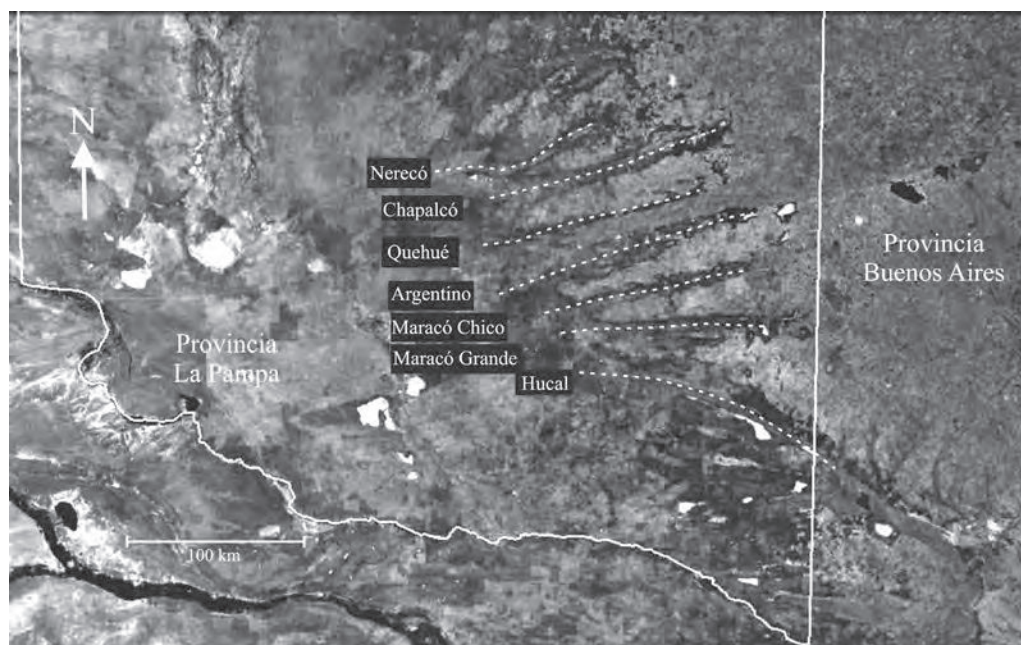 N
Nerecó
Chapalcó
Quehué
Argentino
Maracó Chico
Maracó Grande
Hucal
Provincia
La Pampa
Provincia
Buenos Aires
100 km